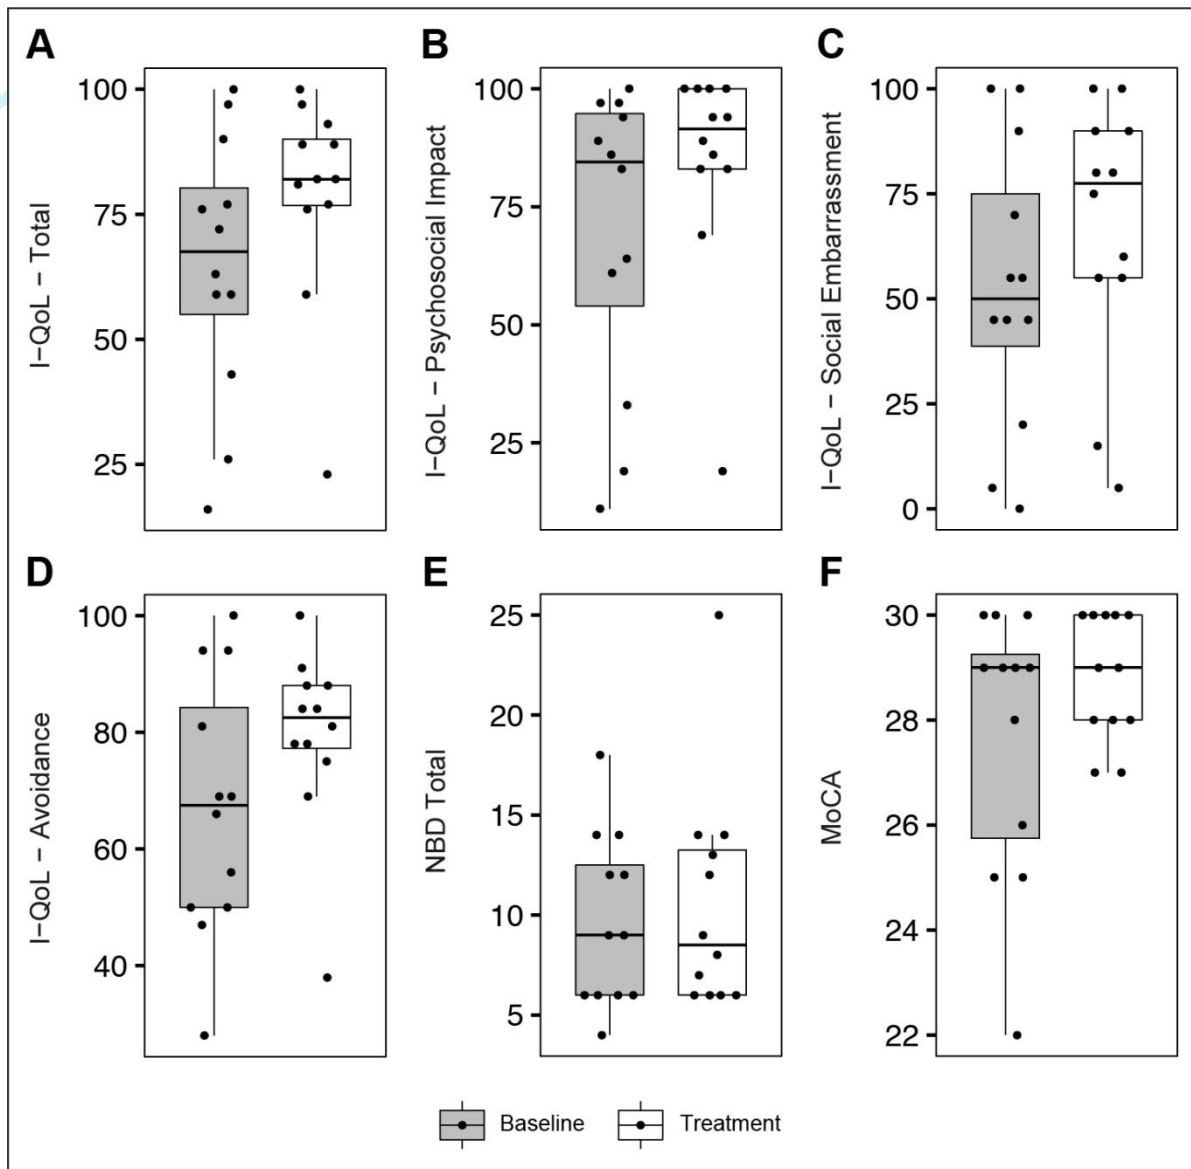 A
I-QoL – Total
100
75
50
25
B
I-QoL – Psychosocial Impact
100
75
50
25
C
I-QoL – Social Embarrassment
100
75
50
25
0
D
I-QoL – Avoidance
100
80
60
40
E
NBD Total
25
20
15
10
5
F
MoCA
30
28
26
24
22
Baseline
Treatment